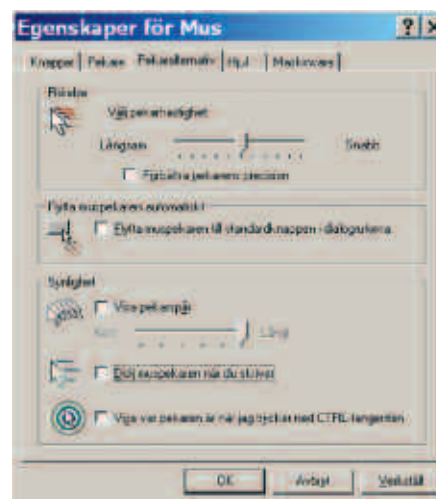 Egenskaper för Mus
Knappar Pekare Pekaralternativ Hjul Maskinvara
Rörelse
Välj pekarhastighet:
Långsam Snabb
Förbättra pekarens precision
Flytta muspekaren automatiskt
Flytta muspekaren till standardknappen i dialogrutorna
Synlighet
Visa pekarspår
Kort Långt
Dölj muspekaren när du skriver
Visa var pekaren är när jag trycker ned CTRL-tangenten
OK Avbryt Verkställ